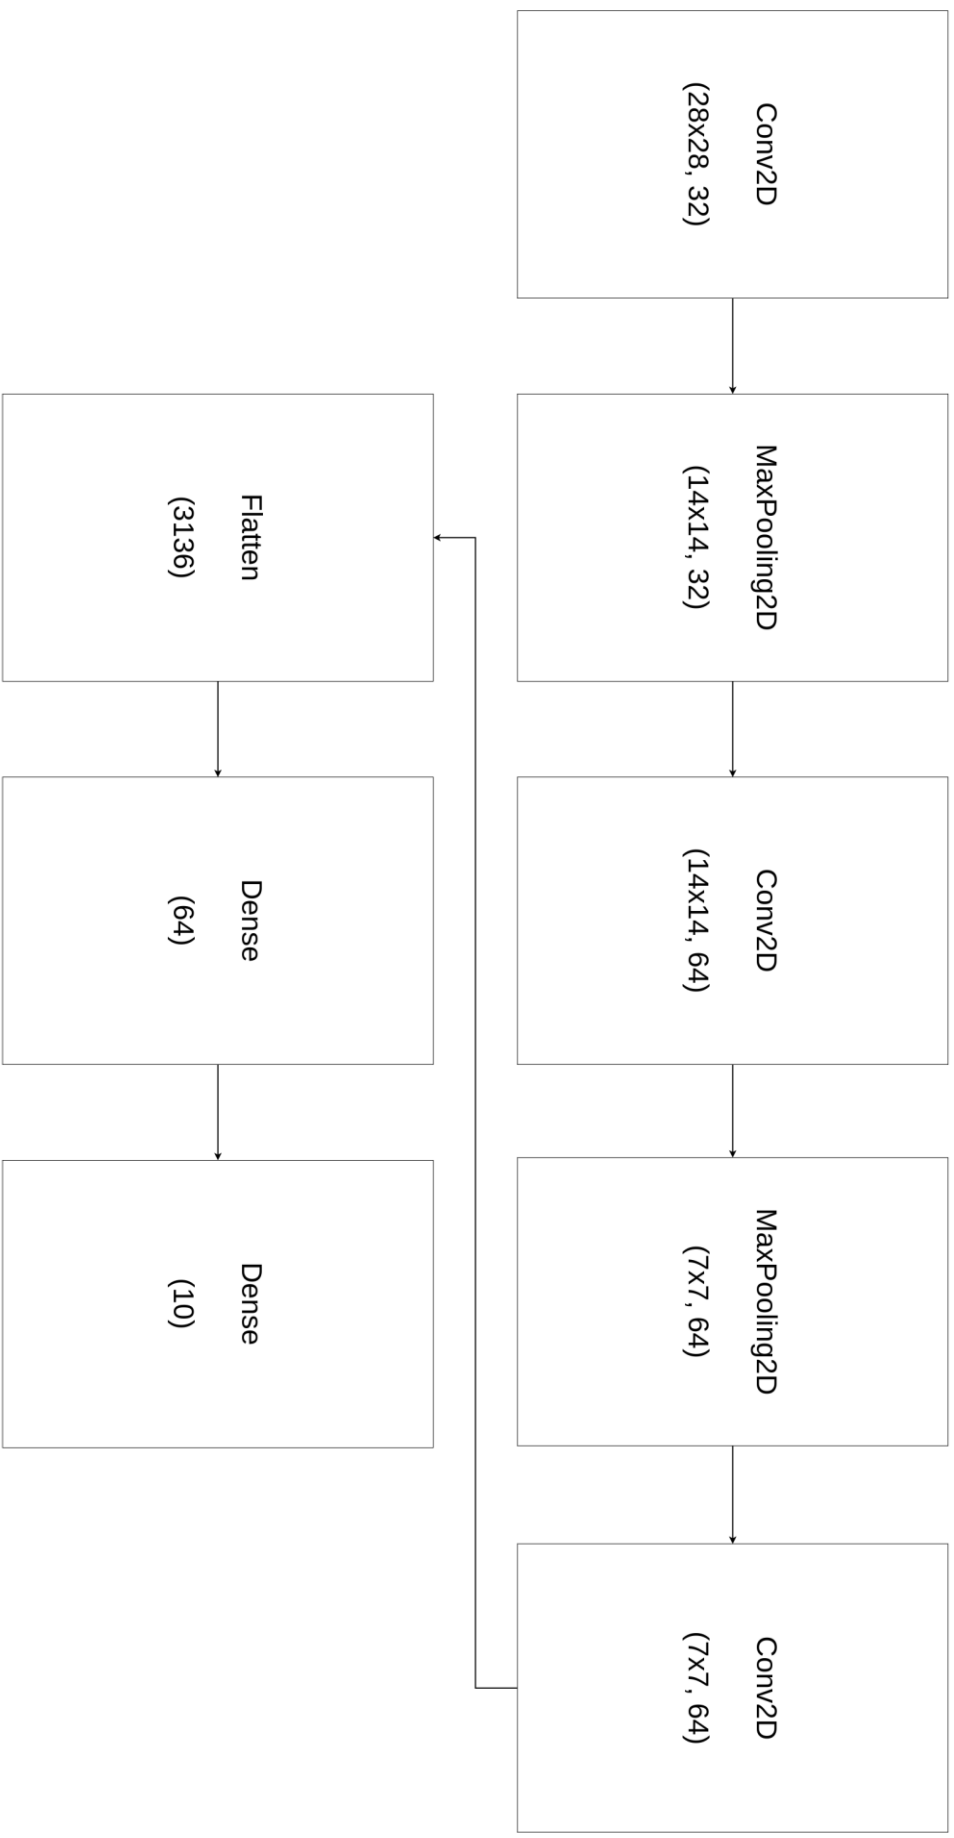 Conv2D
(28x28, 32)
MaxPooling2D
(14x14, 32)
Conv2D
(14x14, 64)
MaxPooling2D
(7x7, 64)
Conv2D
(7x7, 64)
Flatten
(3136)
Dense
(64)
Dense
(10)